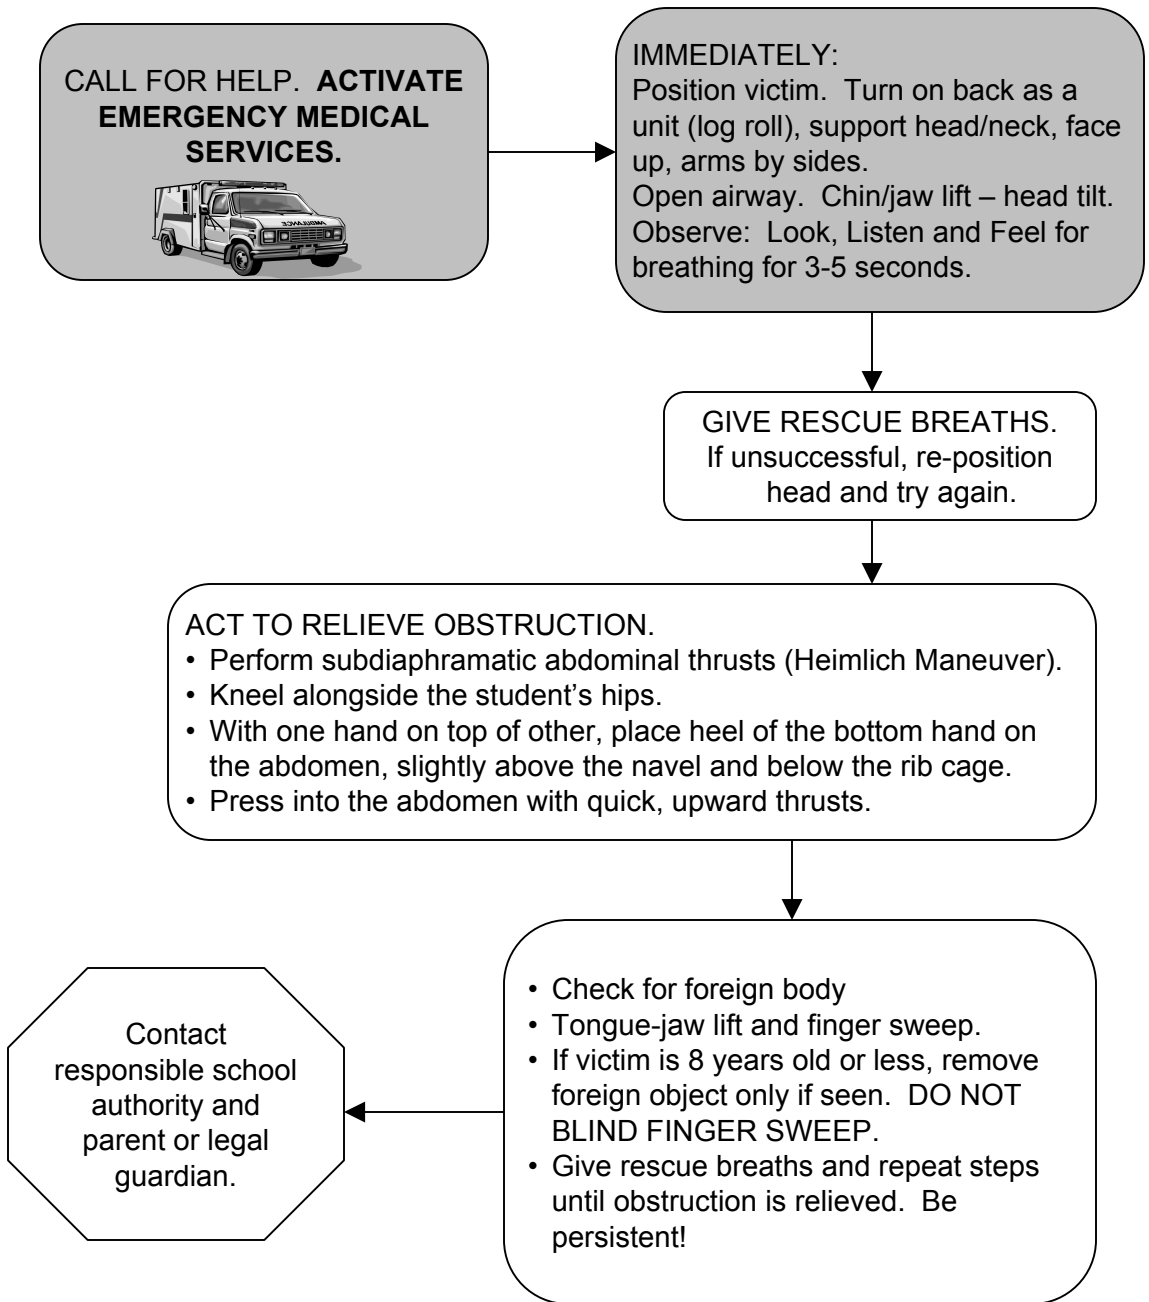 CALL FOR HELP.  ACTIVATE
EMERGENCY MEDICAL
SERVICES.
AMBULANCE
IMMEDIATELY:
Position victim.  Turn on back as a
unit (log roll), support head/neck, face
up, arms by sides.
Open airway.  Chin/jaw lift – head tilt.
Observe:  Look, Listen and Feel for
breathing for 3-5 seconds.
GIVE RESCUE BREATHS.
If unsuccessful, re-position
head and try again.
ACT TO RELIEVE OBSTRUCTION.
• Perform subdiaphramatic abdominal thrusts (Heimlich Maneuver).
• Kneel alongside the student’s hips.
• With one hand on top of other, place heel of the bottom hand on
the abdomen, slightly above the navel and below the rib cage.
• Press into the abdomen with quick, upward thrusts.
• Check for foreign body
• Tongue-jaw lift and finger sweep.
• If victim is 8 years old or less, remove
foreign object only if seen.  DO NOT
BLIND FINGER SWEEP.
• Give rescue breaths and repeat steps
until obstruction is relieved.  Be
persistent!
Contact
responsible school
authority and
parent or legal
guardian.